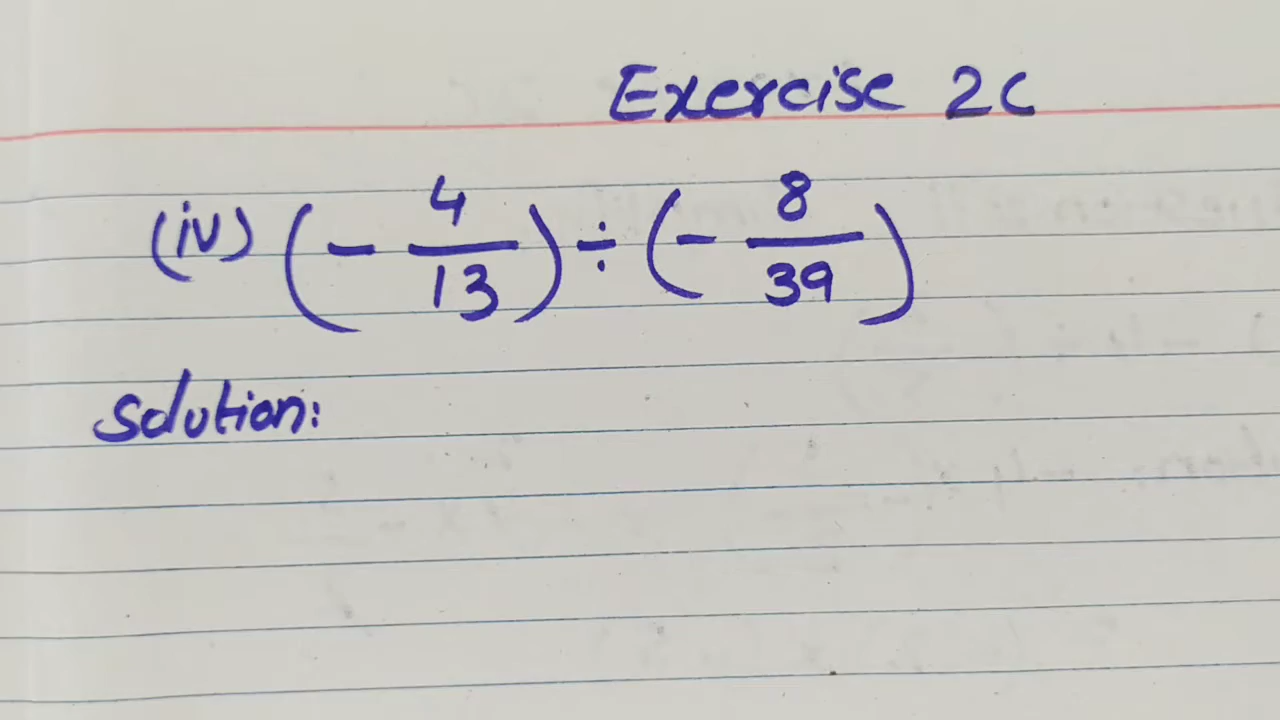 Exercise 2C
(iv) (- 4/13) ÷ (- 8/39)
Solution: